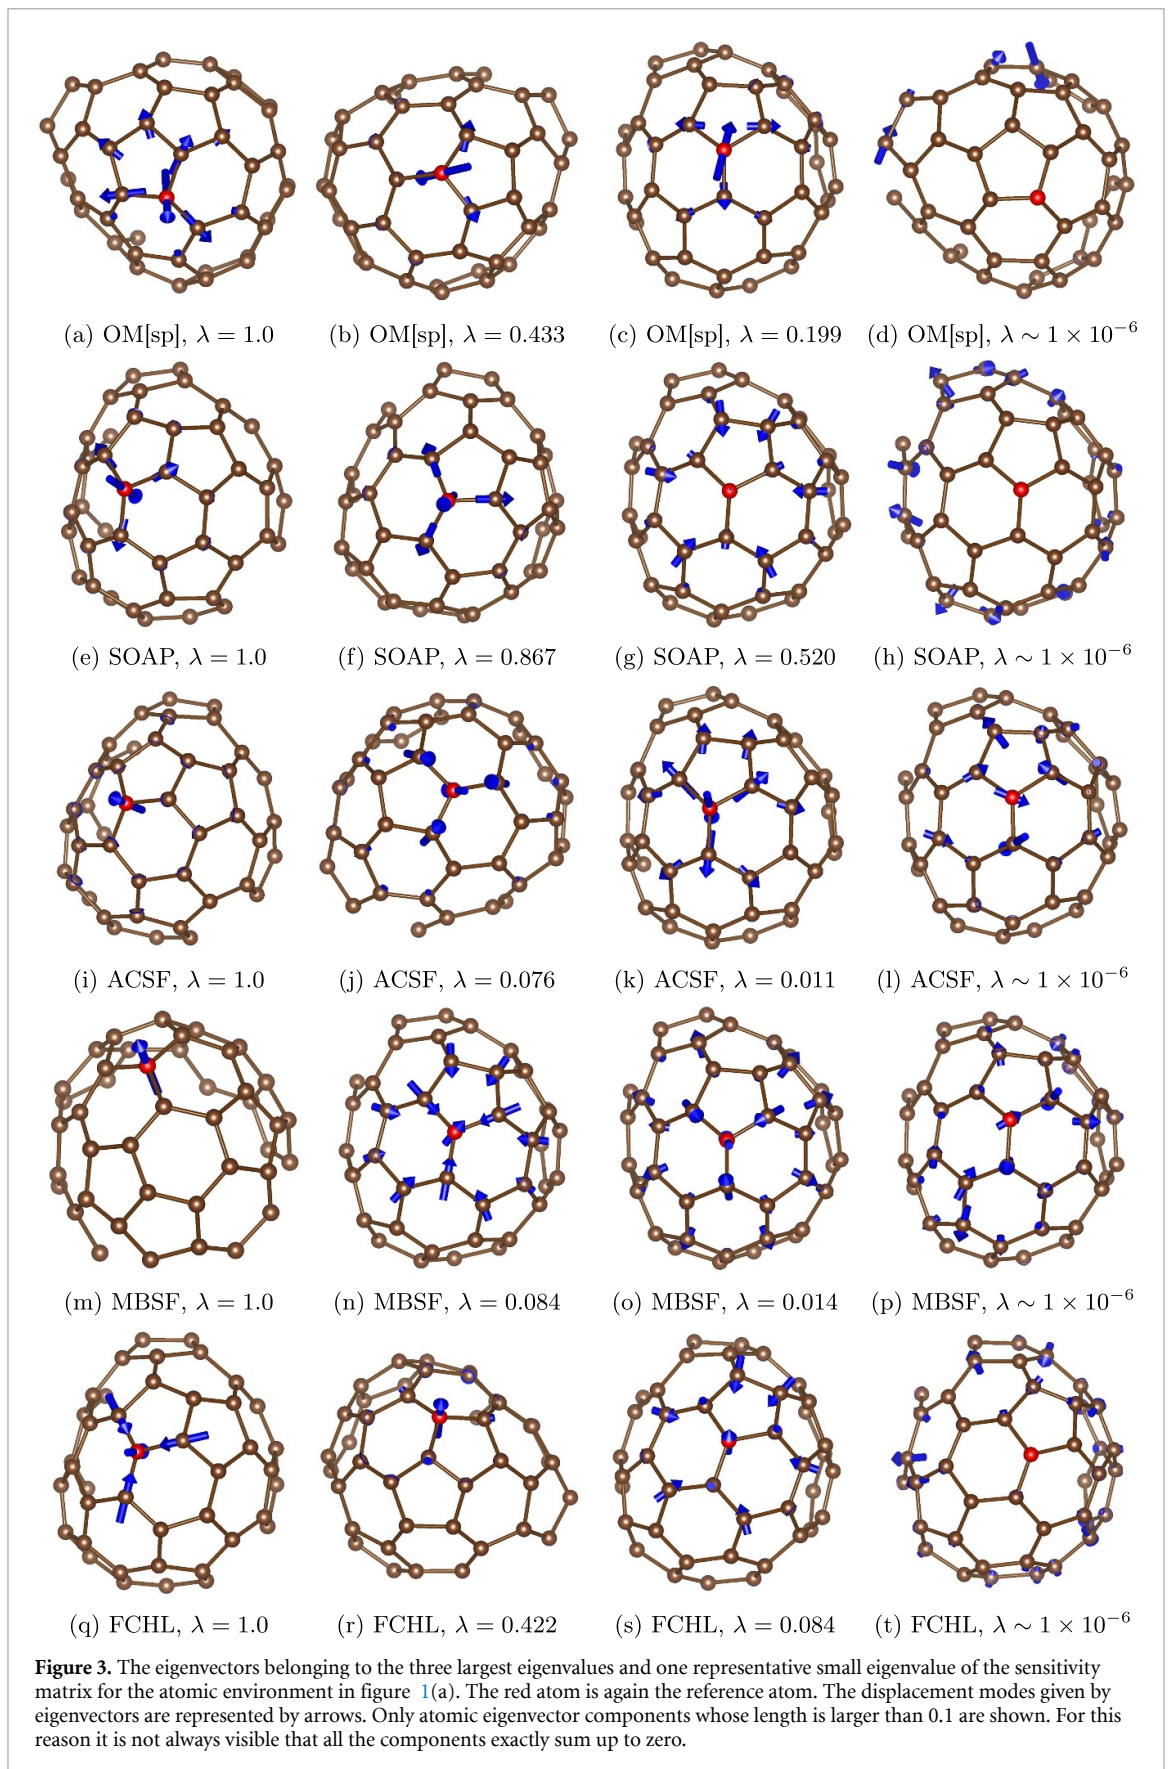 (a) OM[sp], λ = 1.0 (b) OM[sp], λ = 0.433 (c) OM[sp], λ = 0.199 (d) OM[sp], λ ∼ 1 × 10⁻⁶
(e) SOAP, λ = 1.0 (f) SOAP, λ = 0.867 (g) SOAP, λ = 0.520 (h) SOAP, λ ∼ 1 × 10⁻⁶
(i) ACSF, λ = 1.0 (j) ACSF, λ = 0.076 (k) ACSF, λ = 0.011 (l) ACSF, λ ∼ 1 × 10⁻⁶
(m) MBSF, λ = 1.0 (n) MBSF, λ = 0.084 (o) MBSF, λ = 0.014 (p) MBSF, λ ∼ 1 × 10⁻⁶
(q) FCHL, λ = 1.0 (r) FCHL, λ = 0.422 (s) FCHL, λ = 0.084 (t) FCHL, λ ∼ 1 × 10⁻⁶
Figure 3. The eigenvectors belonging to the three largest eigenvalues and one representative small eigenvalue of the sensitivity
matrix for the atomic environment in figure 1(a). The red atom is again the reference atom. The displacement modes given by
eigenvectors are represented by arrows. Only atomic eigenvector components whose length is larger than 0.1 are shown. For this
reason it is not always visible that all the components exactly sum up to zero.